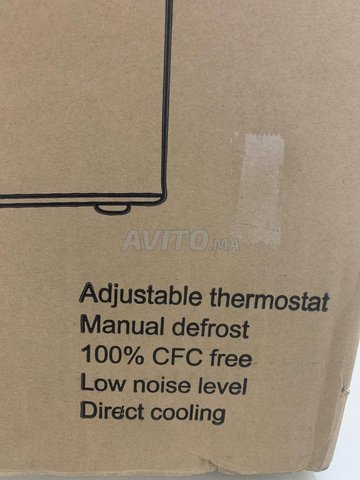 AVITO.MA
Adjustable thermostat
Manual defrost
100% CFC free
Low noise level
Direct cooling